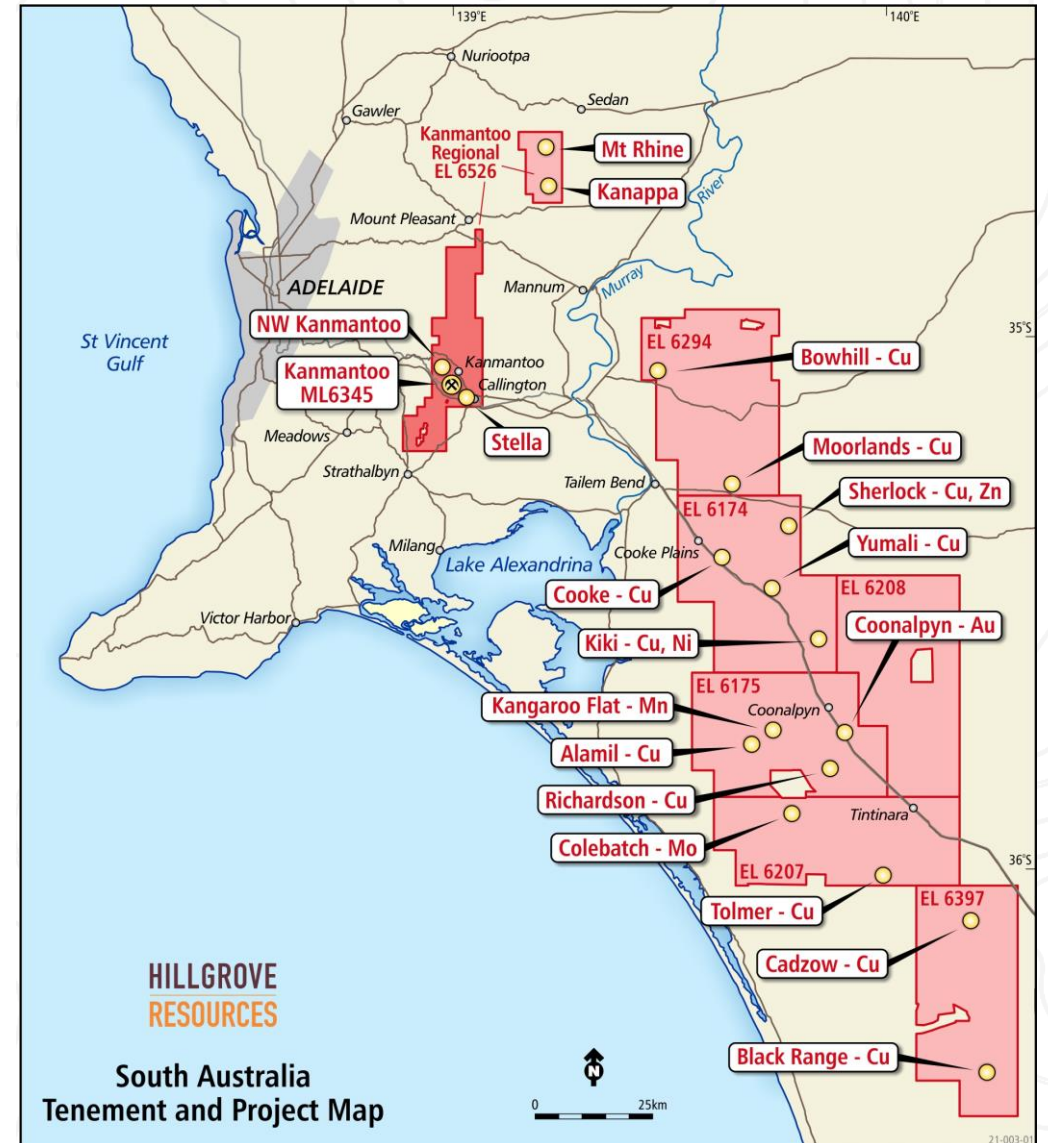 139°E
140°E
Nuriootpa
Sedan
Gawler
Kanmantoo
Regional
EL 6526
Mt Rhine
Kanappa
River
Mount Pleasant
Mannum
Murray
ADELAIDE
St Vincent
Gulf
NW Kanmantoo
35°S
EL 6294
Bowhill - Cu
Kanmantoo
Kanmantoo
ML6345
Callington
Stella
Meadows
Moorlands - Cu
Strathalbyn
Tailem Bend
Sherlock - Cu, Zn
EL 6174
Yumali - Cu
Milang
Cooke Plains
Lake Alexandrina
Cooke - Cu
EL 6208
Victor Harbor
Coonalpyn - Au
Kiki - Cu, Ni
EL 6175
Kangaroo Flat - Mn
Coonalpyn
Alamil - Cu
Richardson - Cu
Tintinara
Colebatch - Mo
36°S
EL 6207
EL 6397
Tolmer - Cu
Cadzow - Cu
HILLGROVE
RESOURCES
Black Range - Cu
South Australia
Tenement and Project Map
N
0
25km
21-003-01